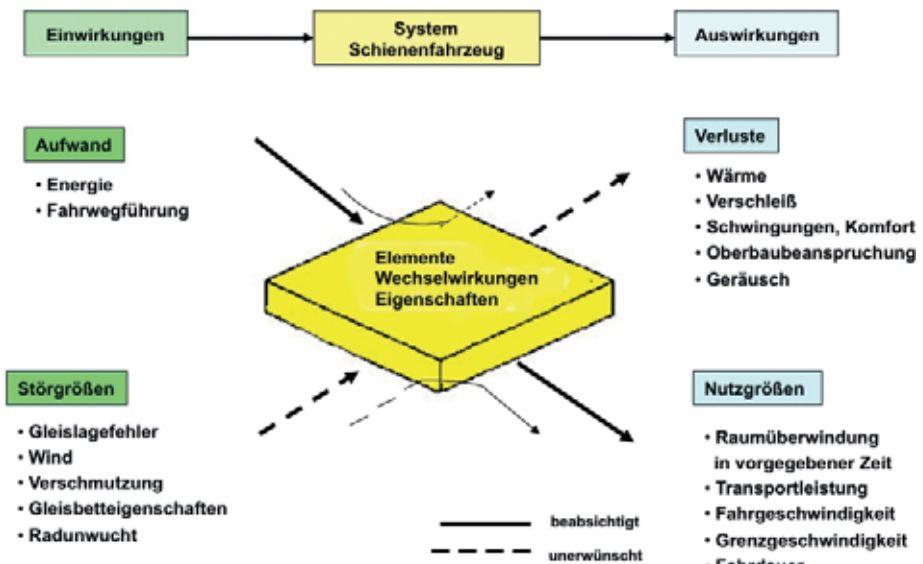 Einwirkungen
System
Schienenfahrzeug
Auswirkungen
Aufwand
• Energie
• Fahrwegführung
Verluste
• Wärme
• Verschleiß
• Schwingungen, Komfort
• Oberbaubeanspruchung
• Geräusch
Elemente
Wechselwirkungen
Eigenschaften
Störgrößen
• Gleislagefehler
• Wind
• Verschmutzung
• Gleisbetteigenschaften
• Radunwucht
Nutzgrößen
• Raumüberwindung
in vorgegebener Zeit
• Transportleistung
• Fahrgeschwindigkeit
• Grenzgeschwindigkeit
beabsichtigt
unerwünscht